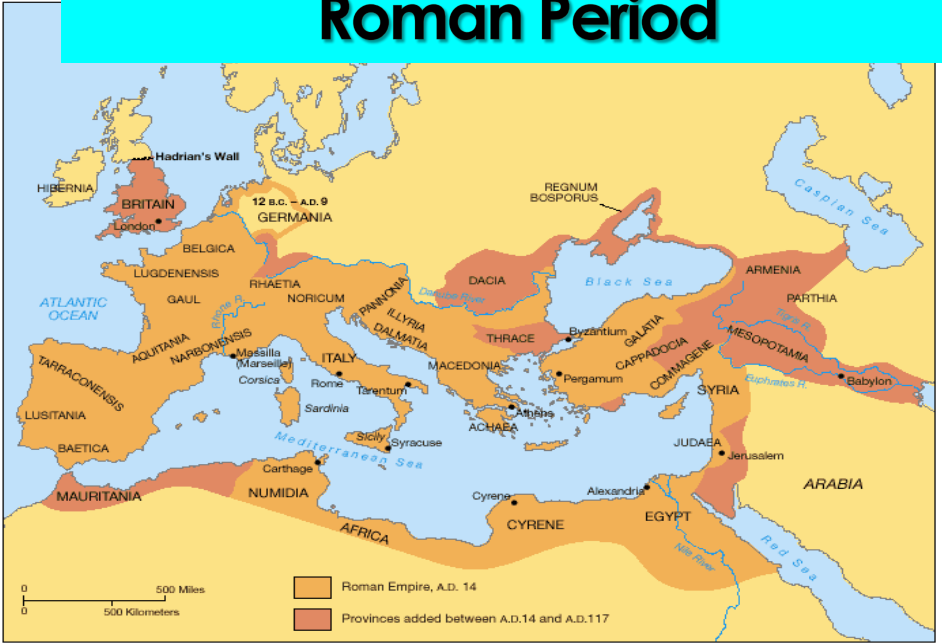 Roman Period
Hadrian's Wall
HIBERNIA
BRITAIN
London
12 B.C. – A.D. 9
GERMANIA
REGNUM
BOSPORUS
Caspian Sea
BELGICA
LUGDENENSIS
GAUL
RHAETIA
NORICUM
PANNONIA
ILLYRIA
DALMATIA
DACIA
Danube River
Black Sea
ARMENIA
PARTHIA
ATLANTIC
OCEAN
Rhone R.
AQUITANIA
NARBONENSIS
Massilia
(Marseille)
Corsica
ITALY
Rome
Tarentum
Sardinia
THRACE
Byzantium
MACEDONIA
GALATIA
CAPPADOCIA
COMMAGENE
Tigris R.
MESOPOTAMIA
Babylon
Euphrates R.
Pergamum
SYRIA
TARRACONENSIS
LUSITANIA
BAETICA
Athens
ACHAEA
Sicily
Syracuse
Mediterranean Sea
JUDAEA
Jerusalem
Carthage
MAURITANIA
NUMIDIA
Cyrene
Alexandria
ARABIA
AFRICA
CYRENE
EGYPT
Nile River
Red Sea
0 500 Miles
0 500 Kilometers
Roman Empire, A.D. 14
Provinces added between A.D.14 and A.D.117